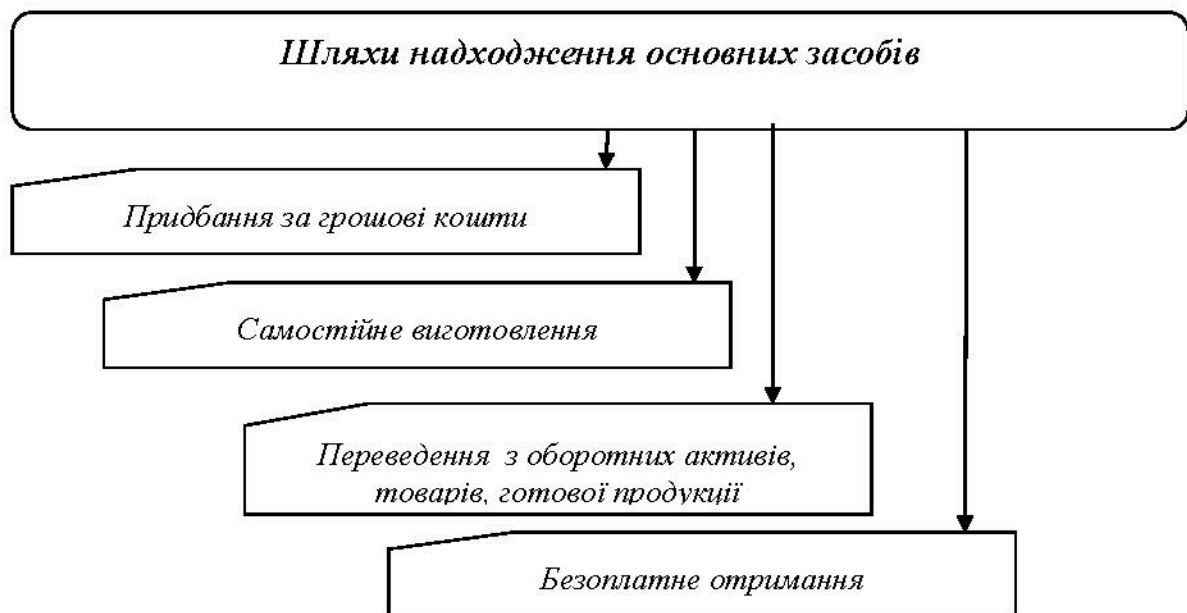 Шляхи надходження основних засобів
Придбання за грошові кошти
Самостійне виготовлення
Переведення з оборотних активів,
товарів, готової продукції
Безоплатне отримання